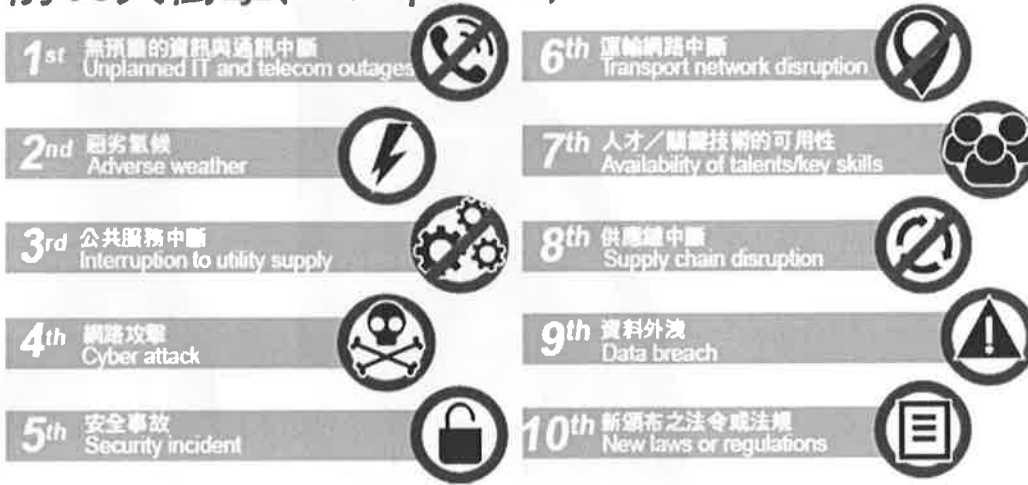 1st 無預警的資訊與通訊中斷
Unplanned IT and telecom outages
2nd 惡劣氣候
Adverse weather
3rd 公共服務中斷
Interruption to utility supply
4th 網路攻擊
Cyber attack
5th 安全事故
Security incident
6th 運輸網路中斷
Transport network disruption
7th 人才／關鍵技術的可用性
Availability of talents/key skills
8th 供應鏈中斷
Supply chain disruption
9th 資料外洩
Data breach
10th 新頒布之法令或法規
New laws or regulations